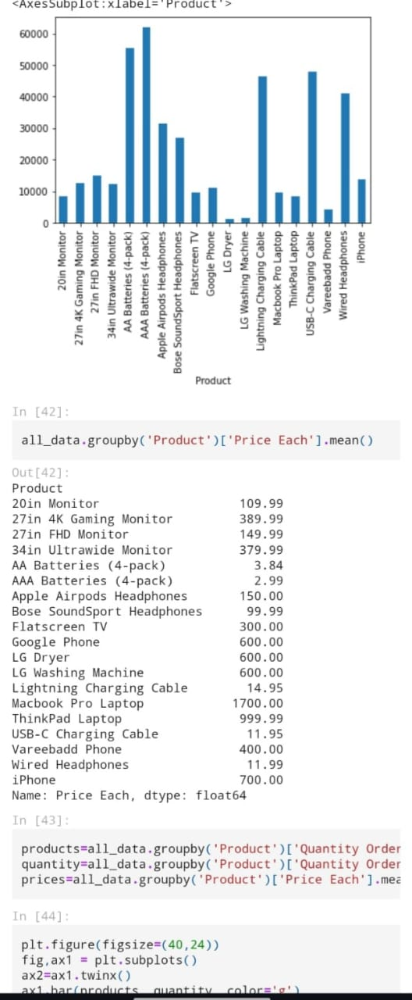 <AxesSubplot:xlabel='Product'>
60000
50000
40000
30000
20000
10000
0
20in Monitor
27in 4K Gaming Monitor
27in FHD Monitor
34in Ultrawide Monitor
AA Batteries (4-pack)
AAA Batteries (4-pack)
Apple Airpods Headphones
Bose SoundSport Headphones
Flatscreen TV
Google Phone
LG Dryer
LG Washing Machine
Lightning Charging Cable
Macbook Pro Laptop
ThinkPad Laptop
USB-C Charging Cable
Vareebadd Phone
Wired Headphones
iPhone
Product
In [42]:
all_data.groupby('Product')['Price Each'].mean()
Out[42]:
Product
20in Monitor 109.99
27in 4K Gaming Monitor 389.99
27in FHD Monitor 149.99
34in Ultrawide Monitor 379.99
AA Batteries (4-pack) 3.84
AAA Batteries (4-pack) 2.99
Apple Airpods Headphones 150.00
Bose SoundSport Headphones 99.99
Flatscreen TV 300.00
Google Phone 600.00
LG Dryer 600.00
LG Washing Machine 600.00
Lightning Charging Cable 14.95
Macbook Pro Laptop 1700.00
ThinkPad Laptop 999.99
USB-C Charging Cable 11.95
Vareebadd Phone 400.00
Wired Headphones 11.99
iPhone 700.00
Name: Price Each, dtype: float64
In [43]:
products=all_data.groupby('Product')['Quantity Order
quantity=all_data.groupby('Product')['Quantity Order
prices=all_data.groupby('Product')['Price Each'].mea
In [44]:
plt.figure(figsize=(40,24))
fig,ax1 = plt.subplots()
ax2=ax1.twinx()
ax1.bar(products, quantity, color='g')